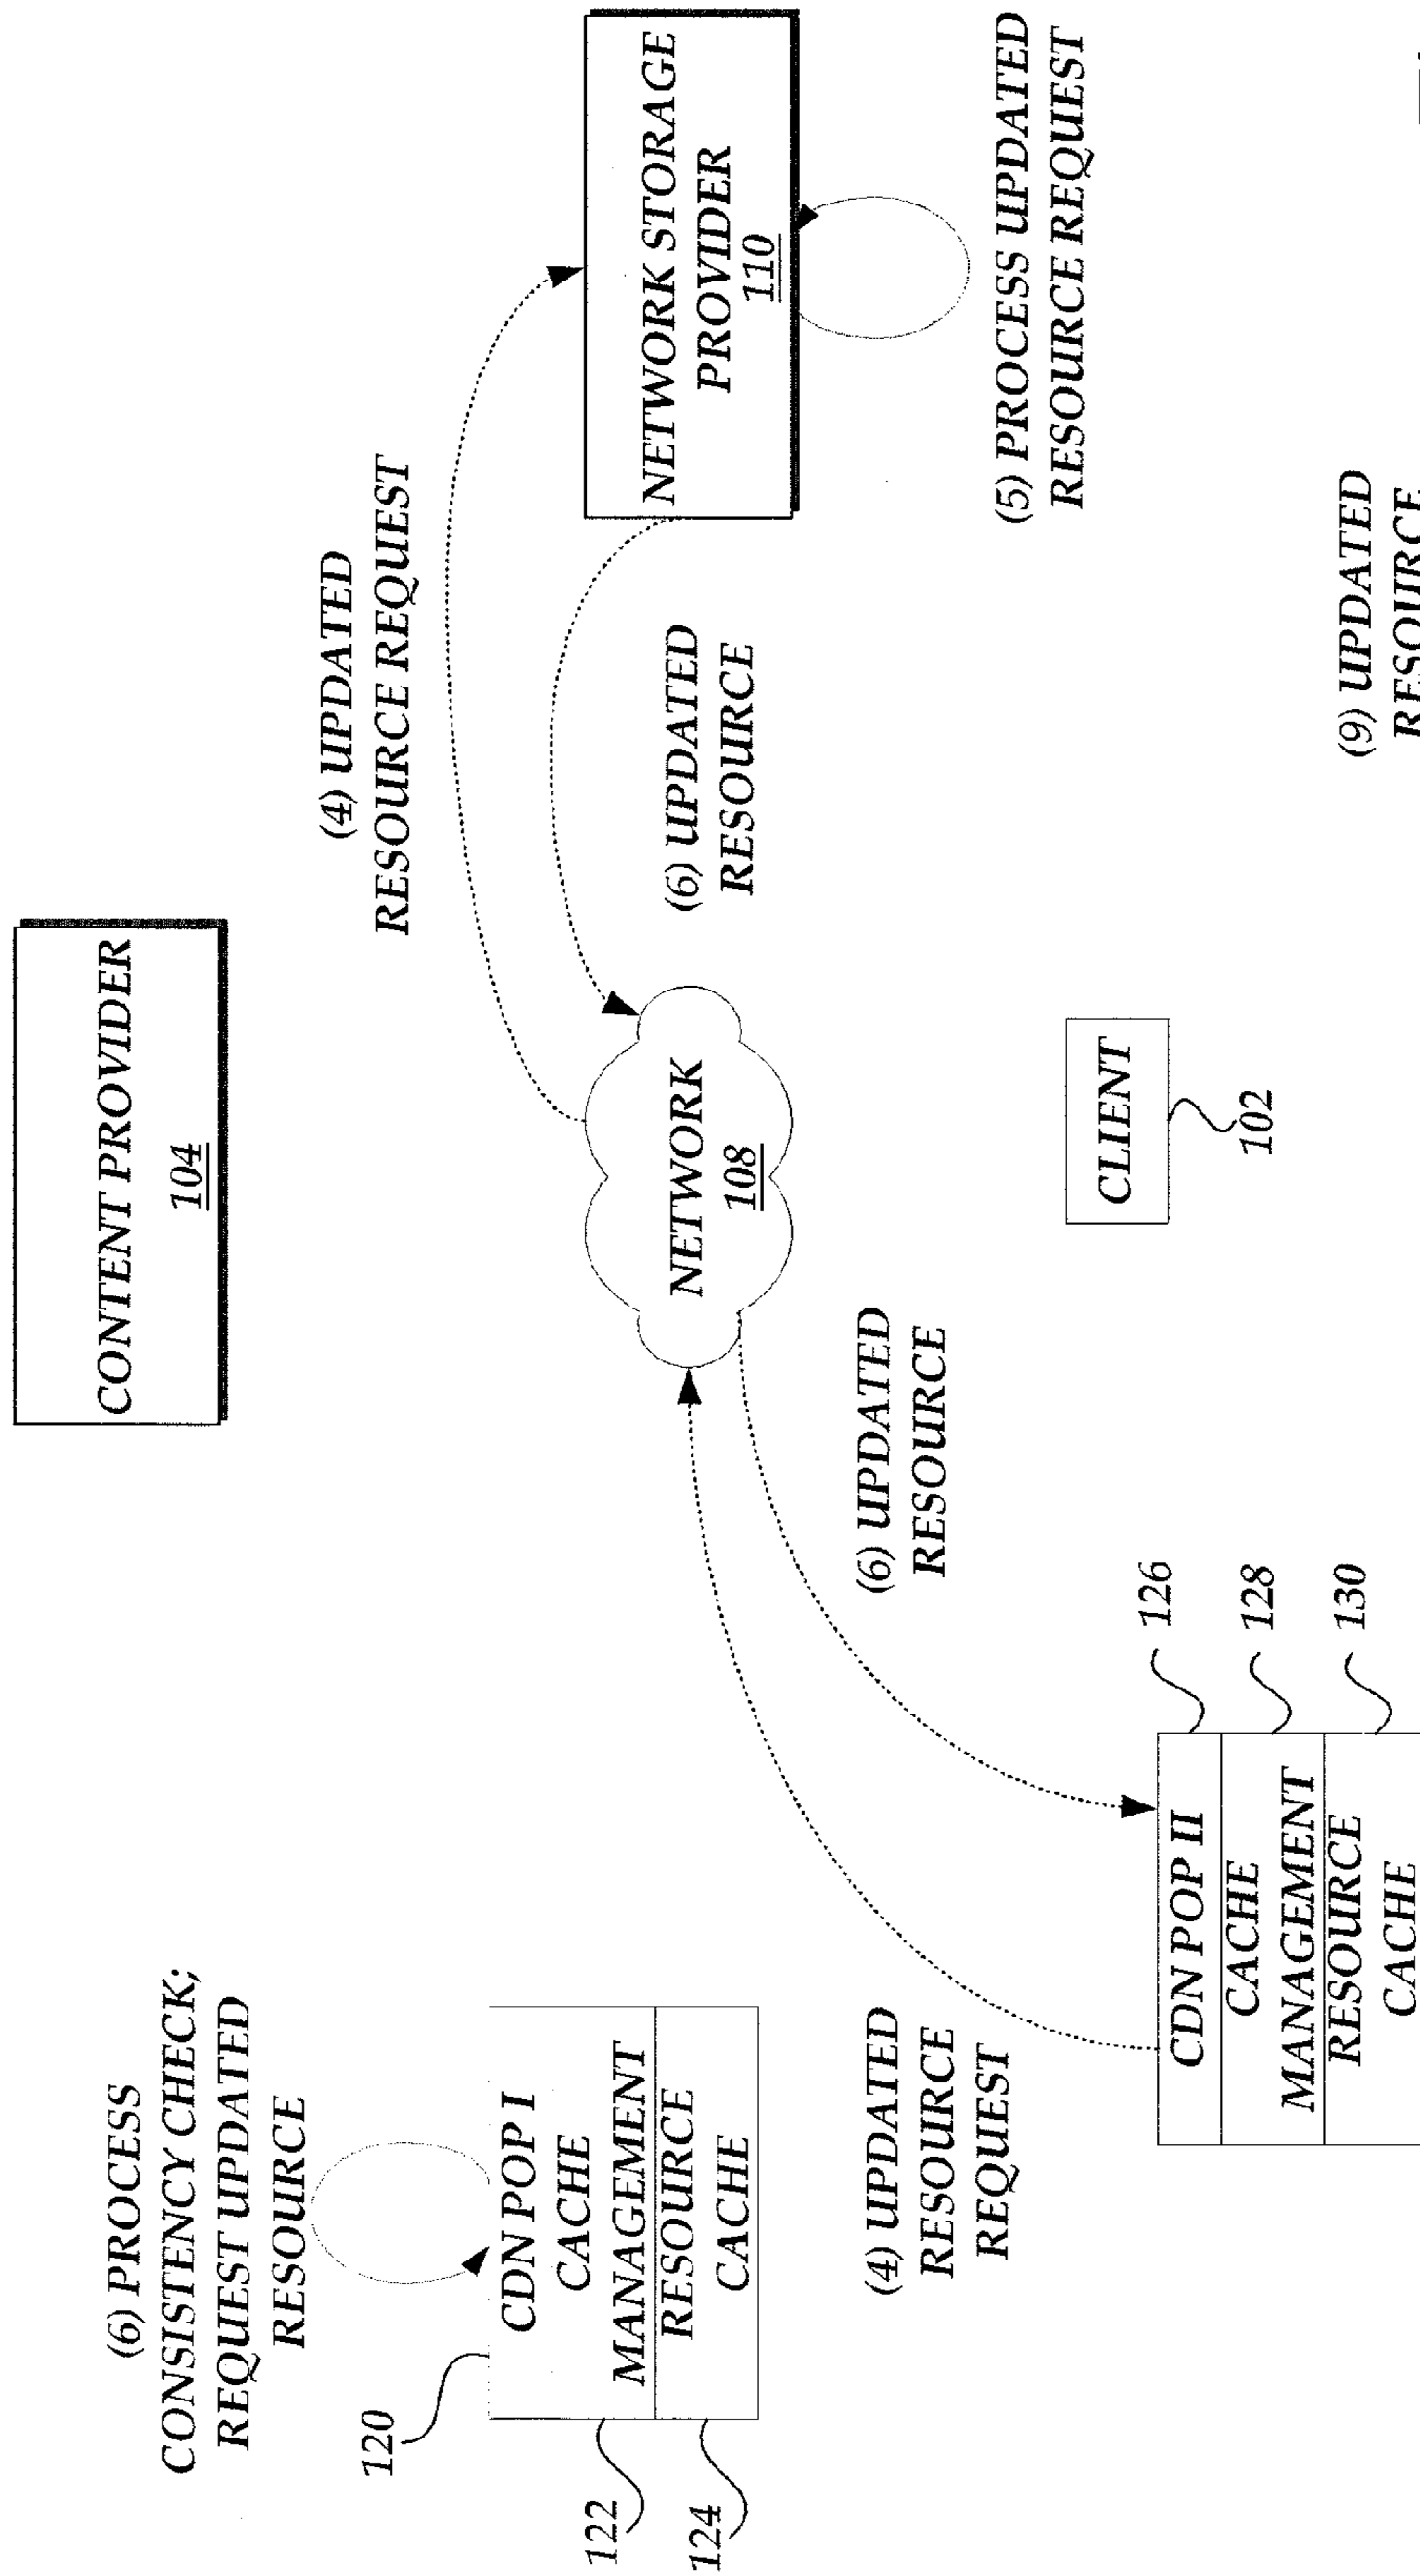 CONTENT PROVIDER
104
(6) PROCESS
CONSISTENCY CHECK;
REQUEST UPDATED
RESOURCE
(4) UPDATED
RESOURCE REQUEST
120
122
124
CDN POP I
CACHE
MANAGEMENT
RESOURCE
CACHE
NETWORK
108
NETWORK STORAGE
PROVIDER
110
(6) UPDATED
RESOURCE
(6) UPDATED
RESOURCE
(4) UPDATED
RESOURCE
REQUEST
(5) PROCESS UPDATED
RESOURCE REQUEST
CLIENT
102
CDN POP II
CACHE
MANAGEMENT
RESOURCE
CACHE
126
128
130
(9) UPDATED
RESOURCE